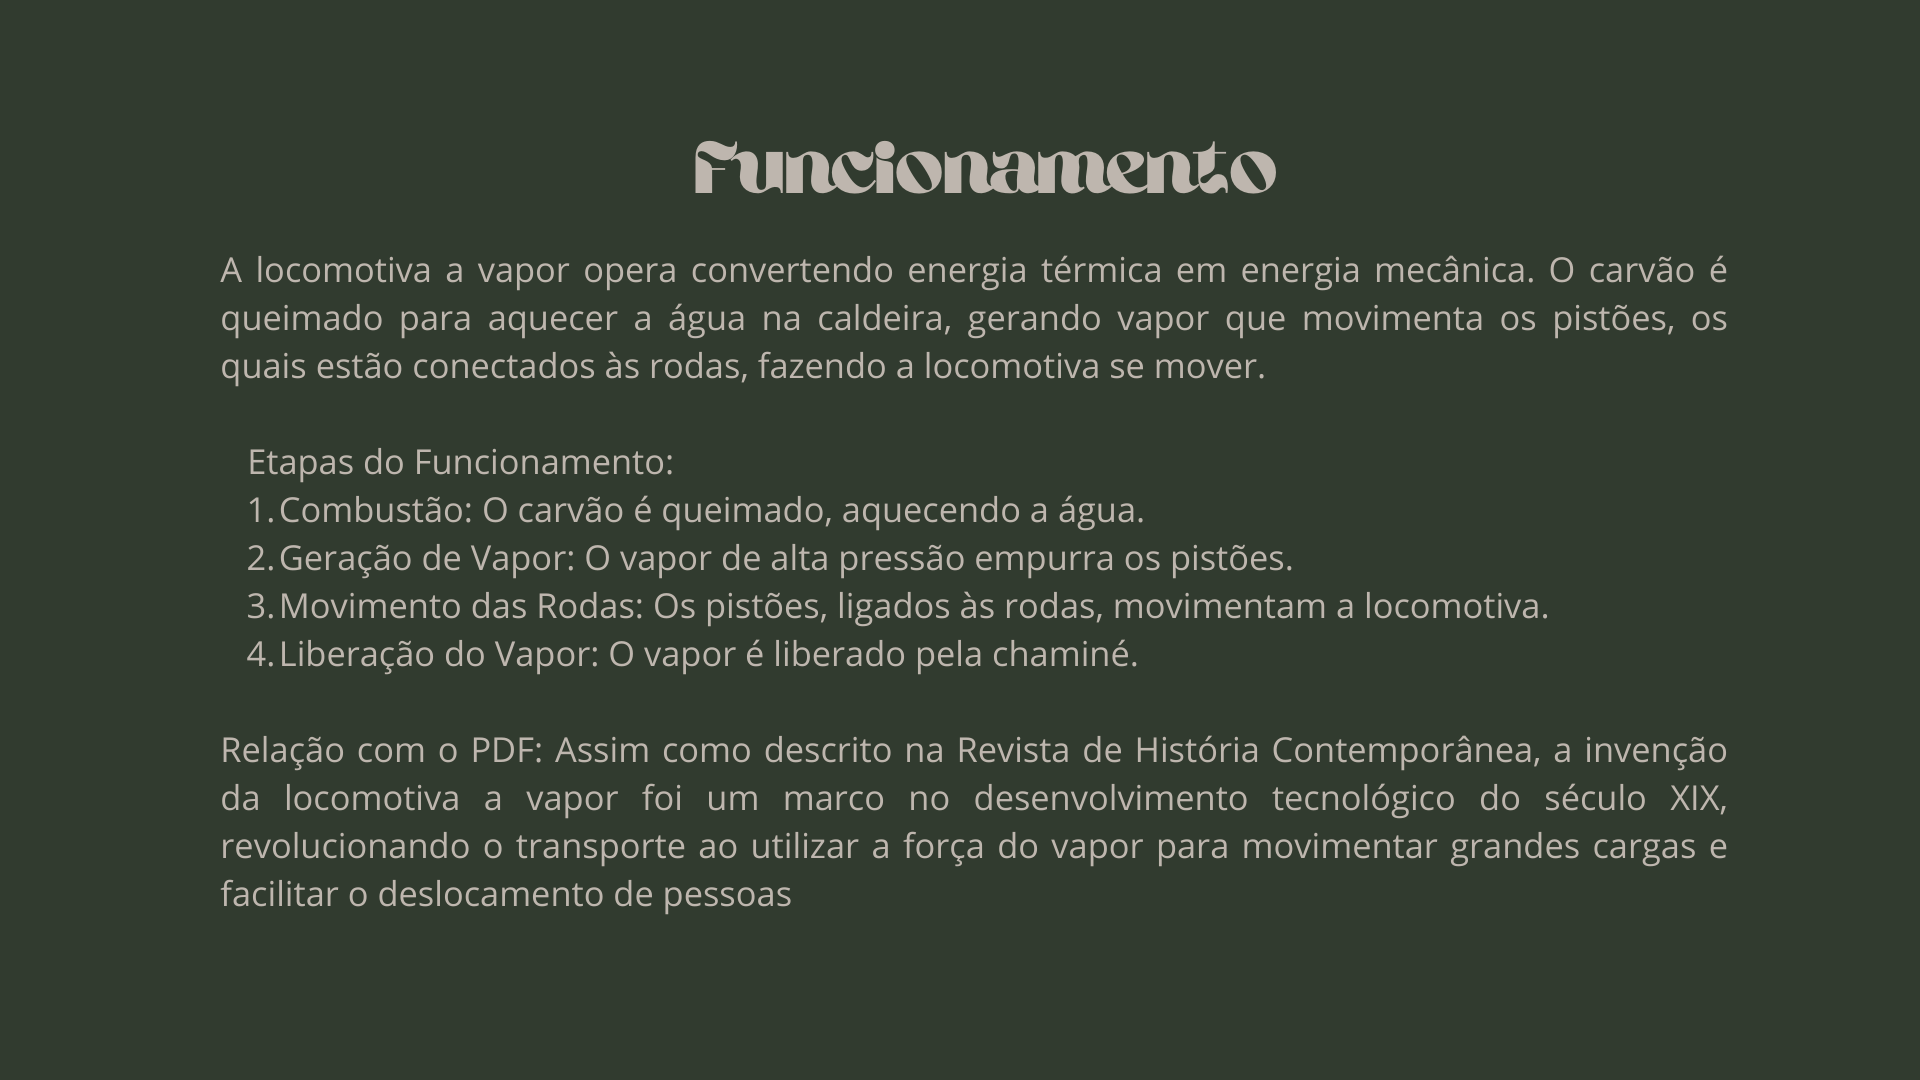 Funcionamento
A locomotiva a vapor opera convertendo energia térmica em energia mecânica. O carvão é
queimado para aquecer a água na caldeira, gerando vapor que movimenta os pistões, os
quais estão conectados às rodas, fazendo a locomotiva se mover.
Etapas do Funcionamento:
1. Combustão: O carvão é queimado, aquecendo a água.
2. Geração de Vapor: O vapor de alta pressão empurra os pistões.
3. Movimento das Rodas: Os pistões, ligados às rodas, movimentam a locomotiva.
4. Liberação do Vapor: O vapor é liberado pela chaminé.
Relação com o PDF: Assim como descrito na Revista de História Contemporânea, a invenção
da locomotiva a vapor foi um marco no desenvolvimento tecnológico do século XIX,
revolucionando o transporte ao utilizar a força do vapor para movimentar grandes cargas e
facilitar o deslocamento de pessoas